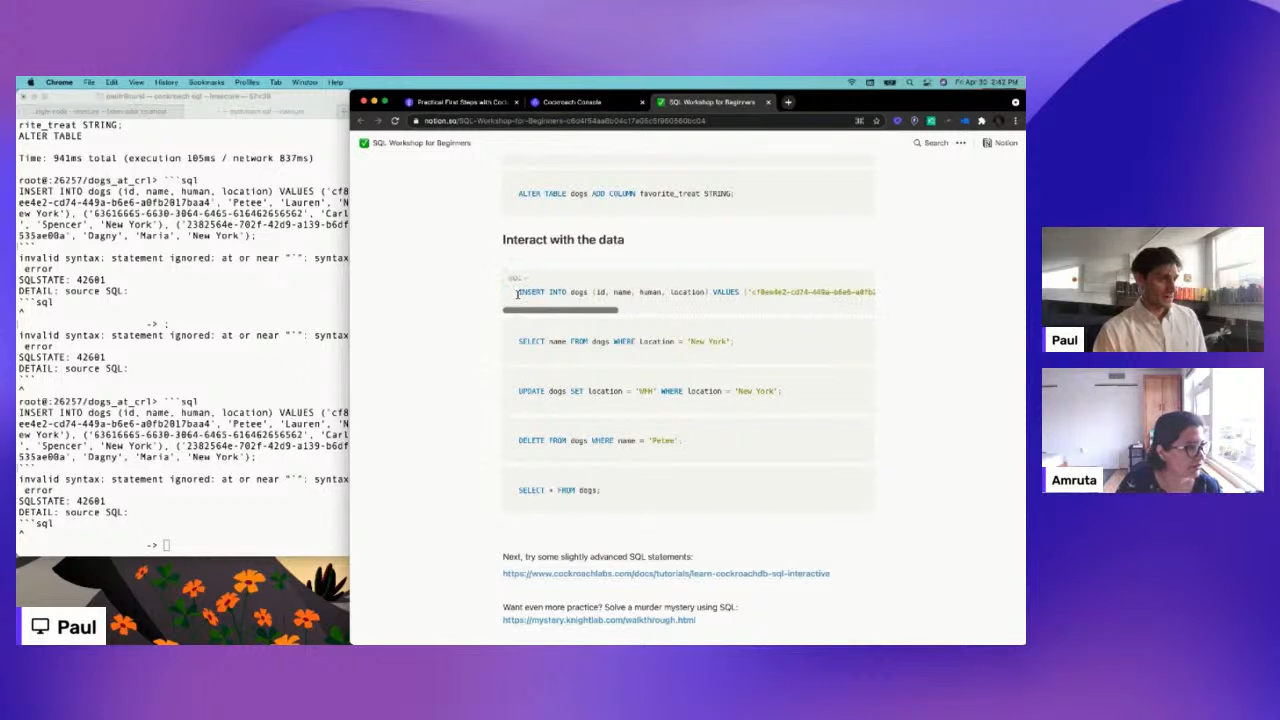 Chrome File Edit View History Bookmarks Profiles Tab Window Help
Fri Apr 30 2:42 PM
rite_treat STRING;
ALTER TABLE
Time: 941ms total (execution 105ms / network 837ms)
root@:26257/dogs_at_crl> ```sql
INSERT INTO dogs (id, name, human, location) VALUES ('cf8
ee4e2-cd74-449a-b6e6-a0fb2017baa4', 'Petee', 'Lauren', 'N
ew York'), ('63616665-6630-3064-6465-616462656562', 'Carl
', 'Spencer', 'New York'), ('2382564e-702f-42d9-a139-b6df
535ae00a', 'Dagny', 'Maria', 'New York');
```
invalid syntax: statement ignored: at or near "`": syntax
error
SQLSTATE: 42601
DETAIL: source SQL:
```sql
^
-> ;
invalid syntax: statement ignored: at or near "`": syntax
error
SQLSTATE: 42601
DETAIL: source SQL:
```
^
root@:26257/dogs_at_crl> ```sql
INSERT INTO dogs (id, name, human, location) VALUES ('cf8
ee4e2-cd74-449a-b6e6-a0fb2017baa4', 'Petee', 'Lauren', 'N
ew York'), ('63616665-6630-3064-6465-616462656562', 'Carl
', 'Spencer', 'New York'), ('2382564e-702f-42d9-a139-b6df
535ae00a', 'Dagny', 'Maria', 'New York');
```
invalid syntax: statement ignored: at or near "`": syntax
error
SQLSTATE: 42601
DETAIL: source SQL:
```sql
^
->
Practical First Steps with Coc
Cockroach Console
SQL Workshop for Beginners
SQL Workshop for Beginners
Search
Notion
ALTER TABLE dogs ADD COLUMN favorite_treat STRING;
Interact with the data
SQL
INSERT INTO dogs (id, name, human, location) VALUES
SELECT name FROM dogs WHERE location = 'New York';
UPDATE dogs SET location = 'WFH' WHERE location = 'New York';
DELETE FROM dogs WHERE name = 'Petee';
SELECT * FROM dogs;
Next, try some slightly advanced SQL statements:
https://www.cockroachlabs.com/docs/tutorials/learn-cockroachdb-sql-interactive
Want even more practice? Solve a murder mystery using SQL:
https://mystery.knightlab.com/walkthrough.html
Paul
Paul
Amruta